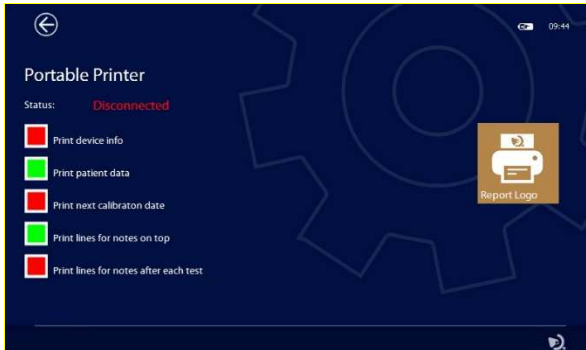 09:44
Portable Printer
Status: Disconnected
Print device info
Print patient data
Print next calibraton date
Print lines for notes on top
Print lines for notes after each test
Report Logo